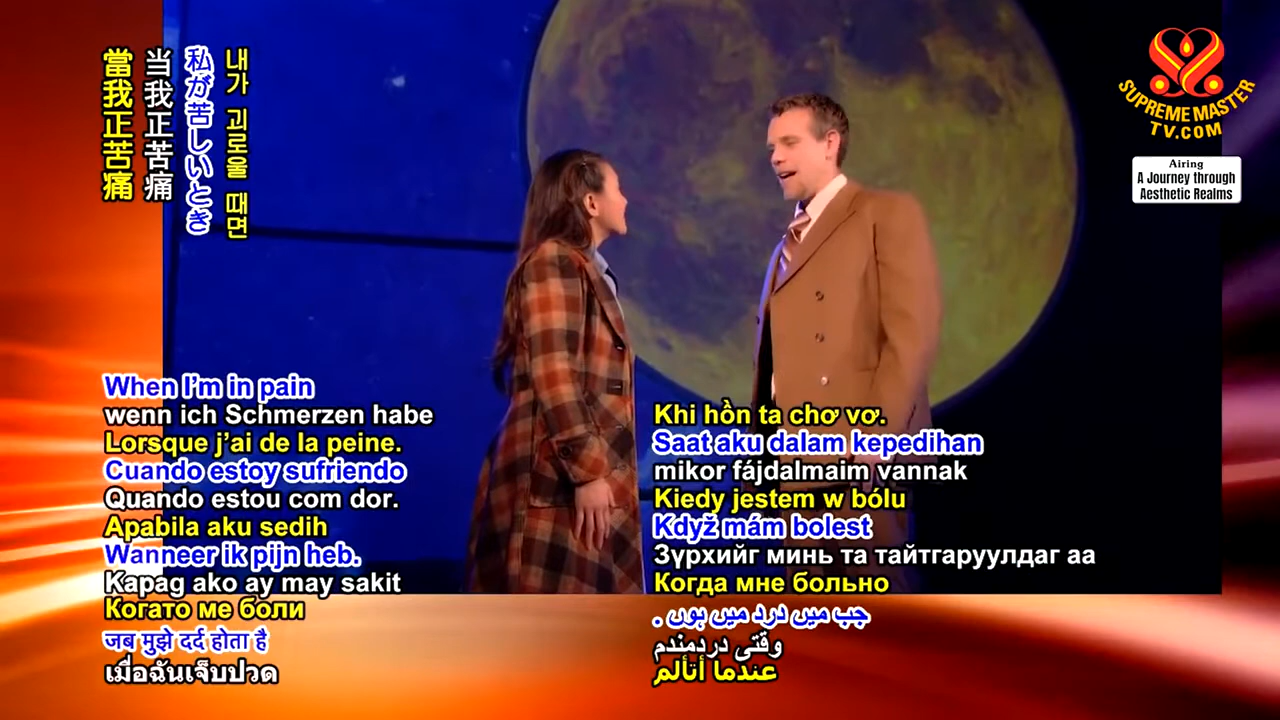 當我正苦痛
当我正苦痛
私が苦しいとき
내가 괴로울 때면
SUPREME MASTER
TV.COM
Airing
A Journey through
Aesthetic Realms
When I'm in pain
wenn ich Schmerzen habe
Lorsque j'ai de la peine.
Cuando estoy sufriendo
Quando estou com dor.
Apabila aku sedih
Wanneer ik pijn heb.
Kapag ako ay may sakit
Когато ме боли
जब मुझे दर्द होता है
เมื่อฉันเจ็บปวด
Khi hồn ta chơ vơ.
Saat aku dalam kepedihan
mikor fájdalmaim vannak
Kiedy jestem w bólu
Když mám bolest
Зүрхийг минь та тайтгаруулдаг аа
Когда мне больно
جب میں درد میں ہوں .
وقتی دردمندم
عندما أتألم